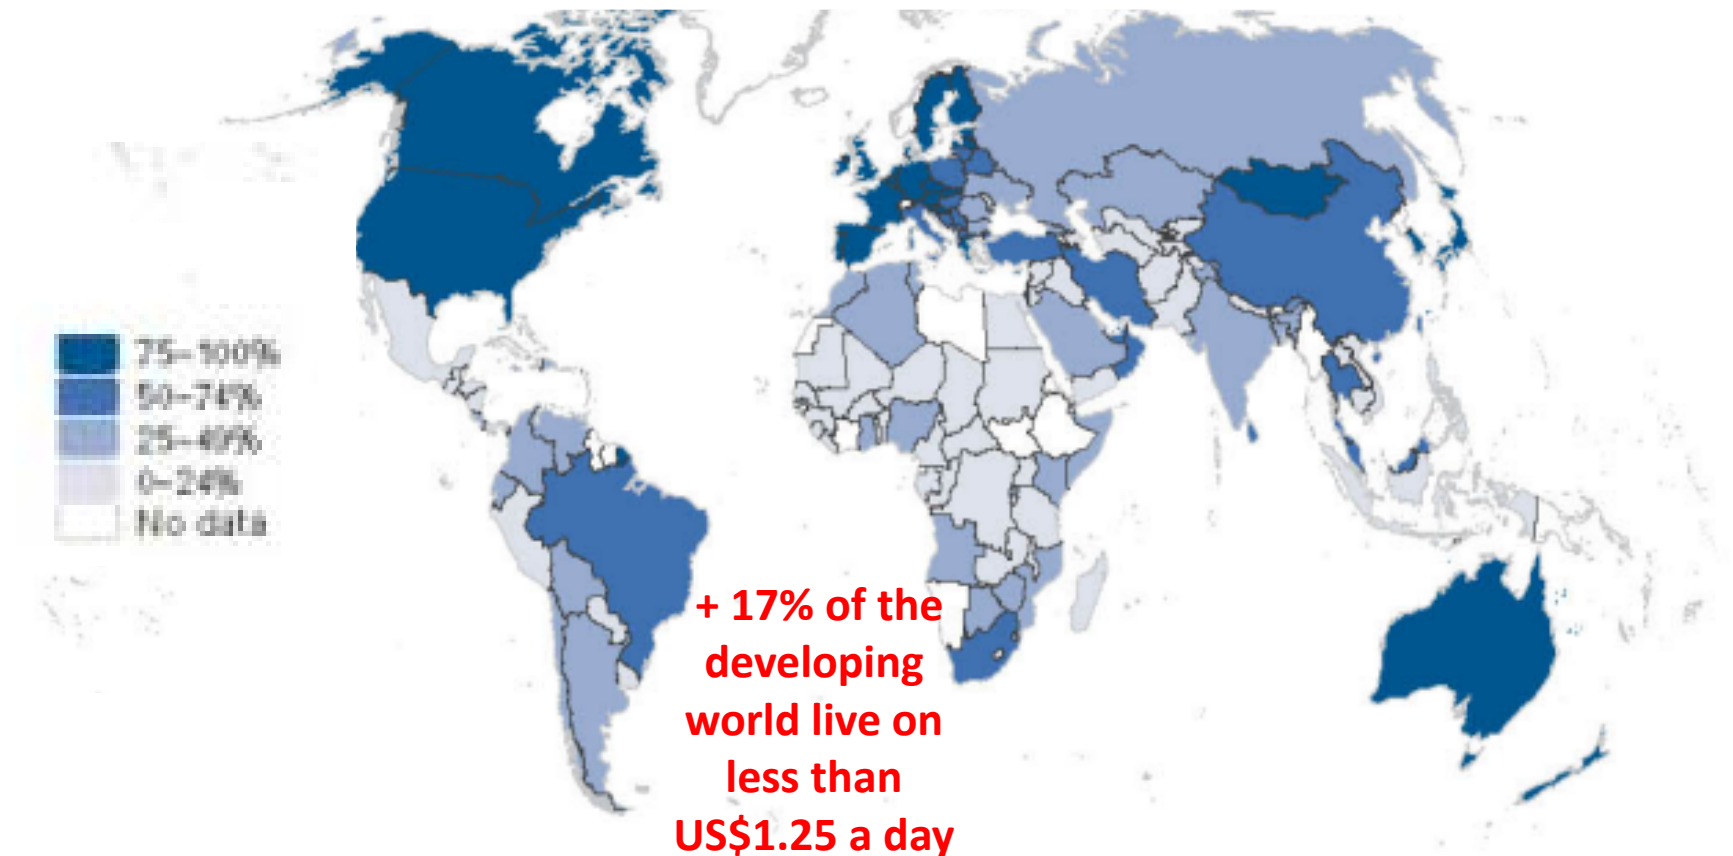 75–100%
50–74%
25–49%
0–24%
No data
+ 17% of the
developing
world live on
less than
US$1.25 a day